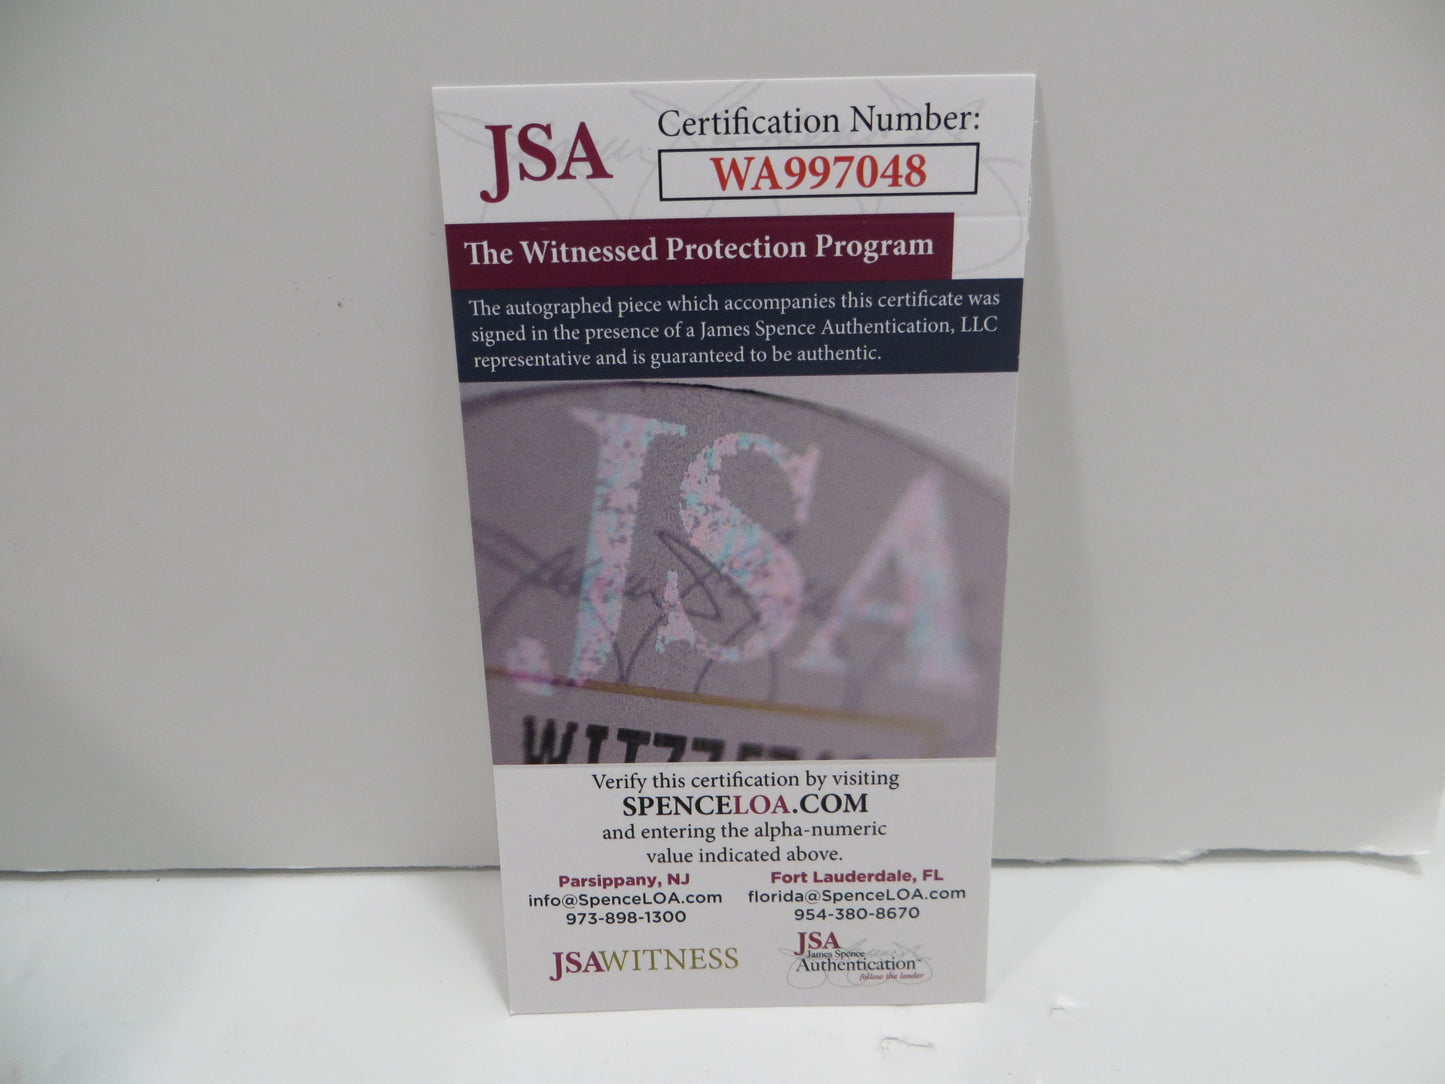 JSA
Certification Number:
WA997048
The Witnessed Protection Program
The autographed piece which accompanies this certificate was
signed in the presence of a James Spence Authentication, LLC
representative and is guaranteed to be authentic.
JSA
Verify this certification by visiting
SPENCELOA.COM
and entering the alpha-numeric
value indicated above.
Parsippany, NJ
info@SpenceLOA.com
973-898-1300
Fort Lauderdale, FL
florida@SpenceLOA.com
954-380-8670
JSAWITNESS
JSA
James Spence
Authentication™
follow the leader